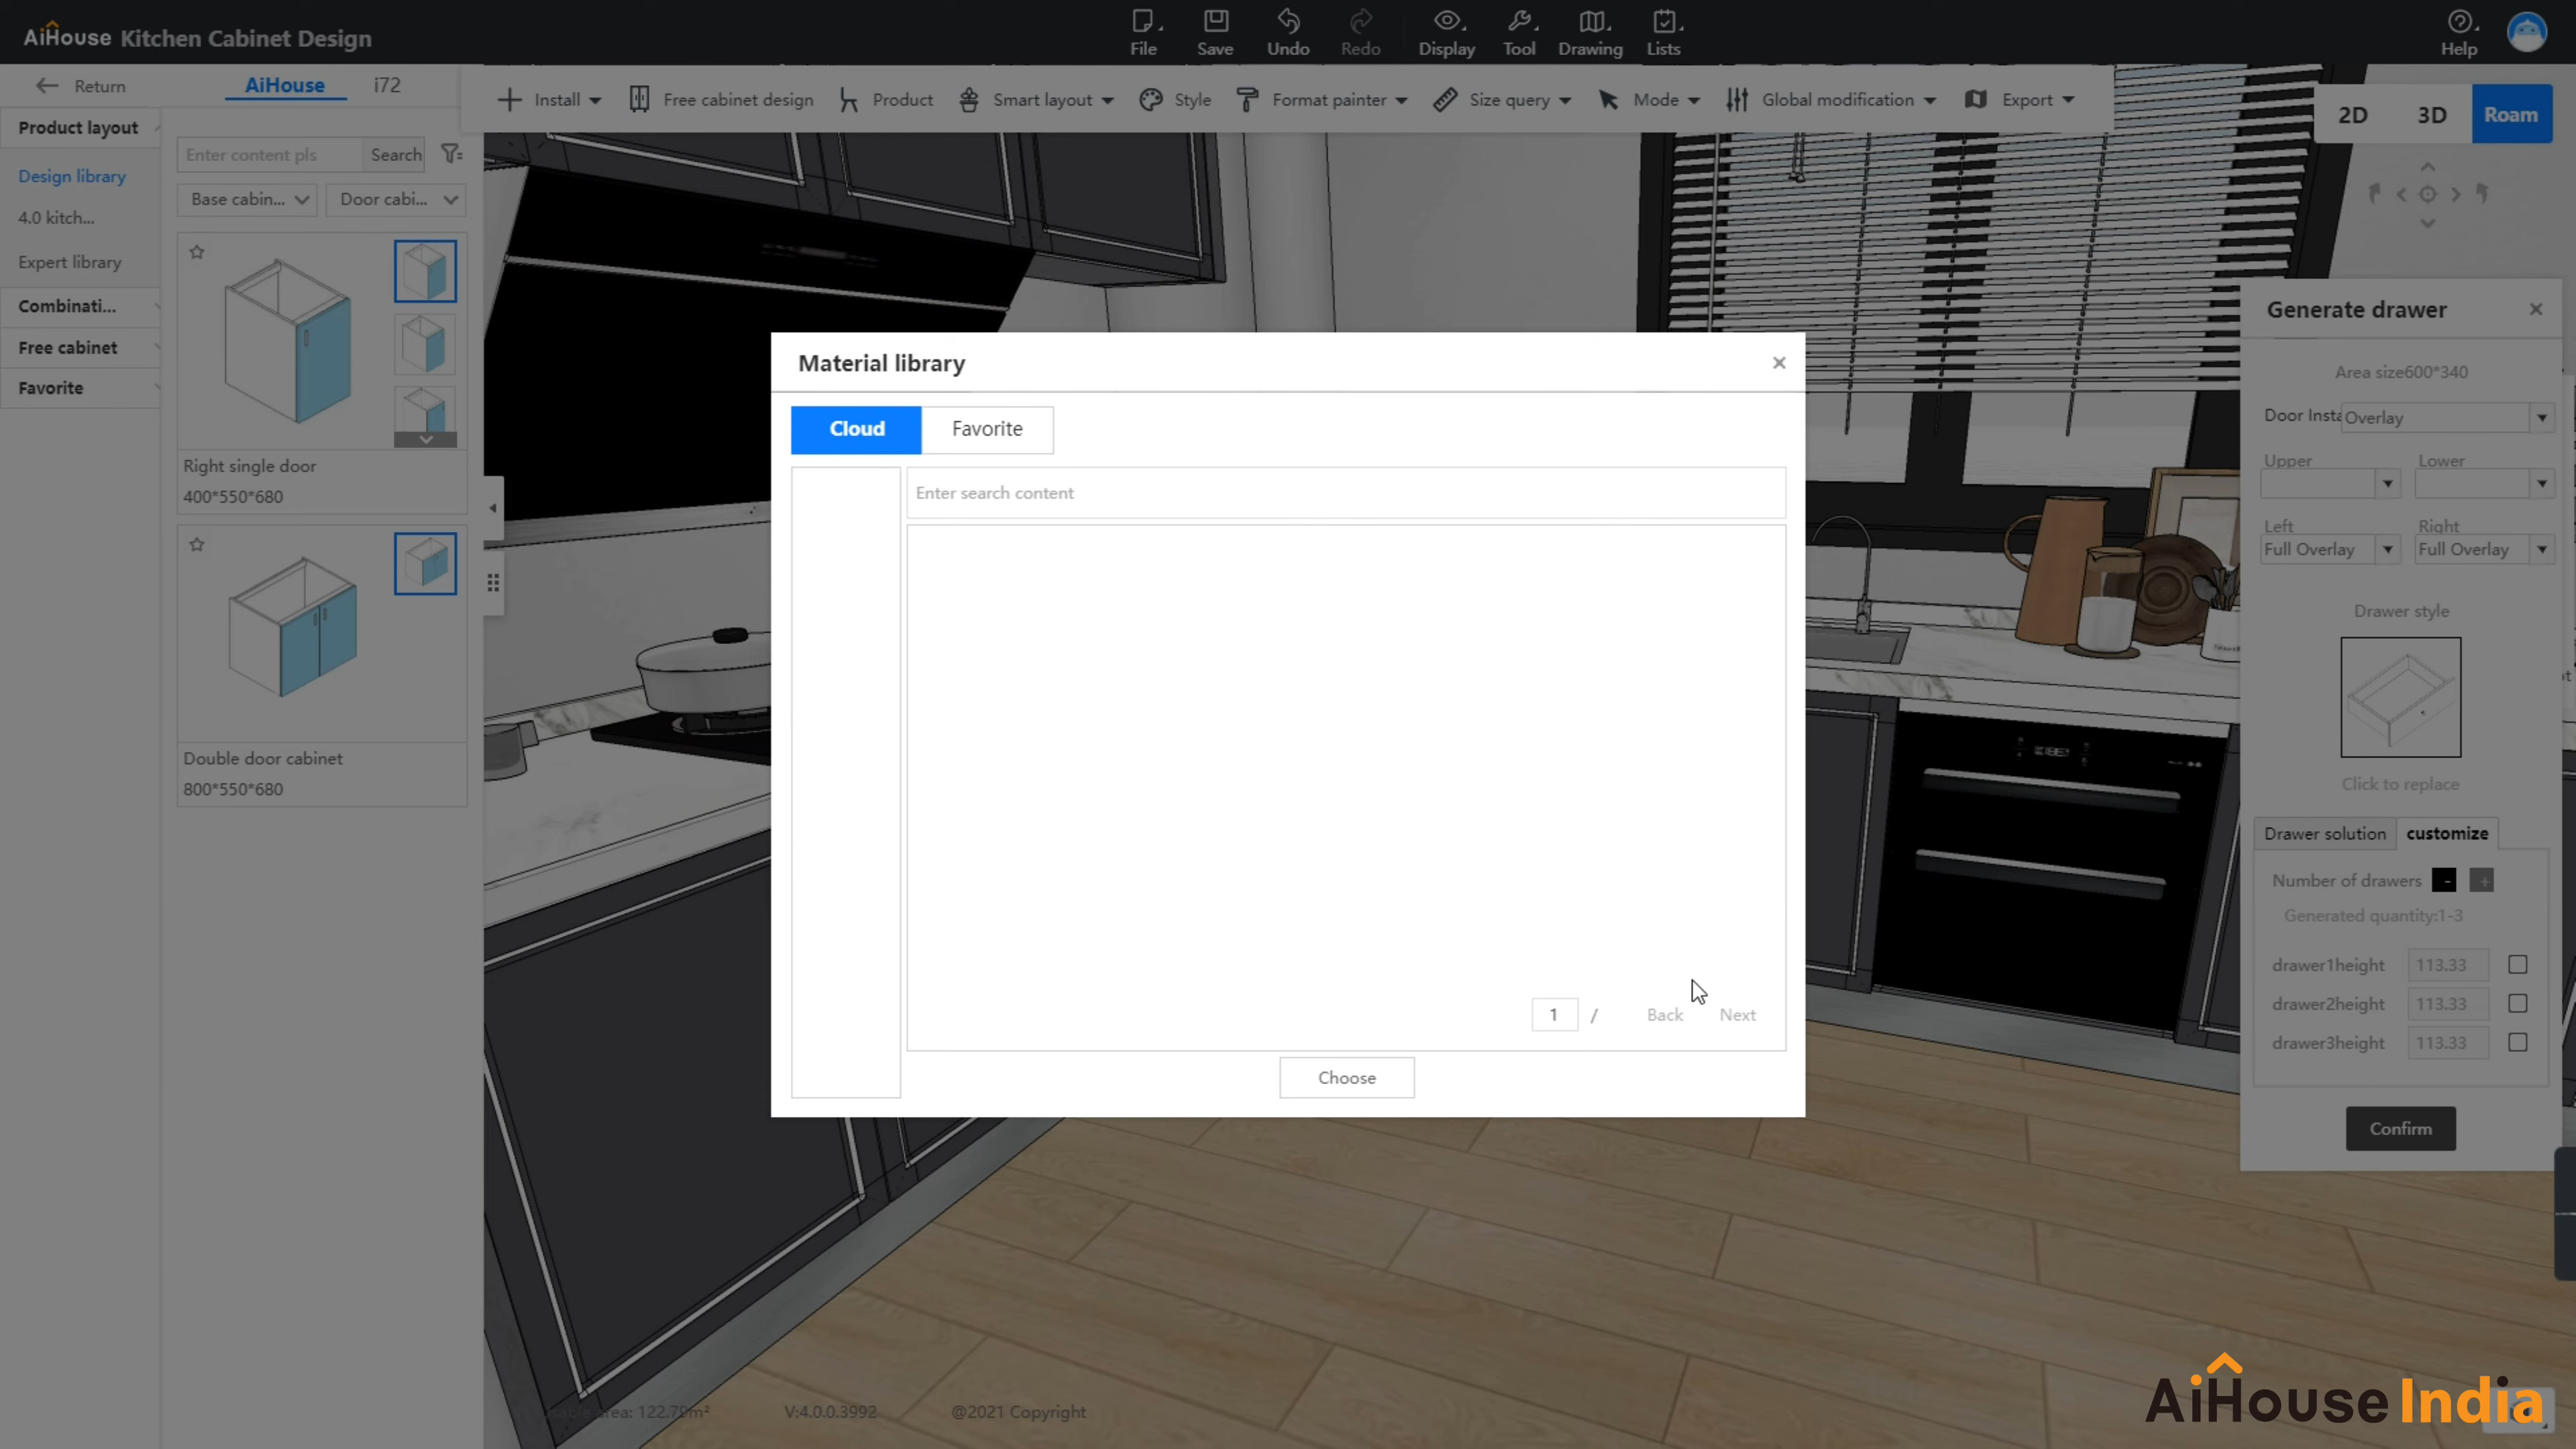 AiHouse Kitchen Cabinet Design
File
Save
Undo
Redo
Display
Tool
Drawing
Lists
Help
Return
AiHouse
i72
Install
Free cabinet design
Product
Smart layout
Style
Format painter
Size query
Mode
Global modification
Export
2D
3D
Roam
Product layout
Design library
4.0 kitch...
Expert library
Combinati...
Free cabinet
Favorite
Enter content pls
Search
Base cabin...
Door cabi...
Right single door
400*550*680
Double door cabinet
800*550*680
Material library
Cloud
Favorite
Enter search content
1 /
Back
Next
Choose
Generate drawer
Area size600*340
Door Insta
Overlay
Upper
Lower
Left
Right
Full Overlay
Full Overlay
Drawer style
Click to replace
Drawer solution
customize
Number of drawers - +
Generated quantity:1-3
drawer1height 113.33
drawer2height 113.33
drawer3height 113.33
Confirm
area: 122.79m²
V:4.0.0.3992
@2021 Copyright
AiHouse India